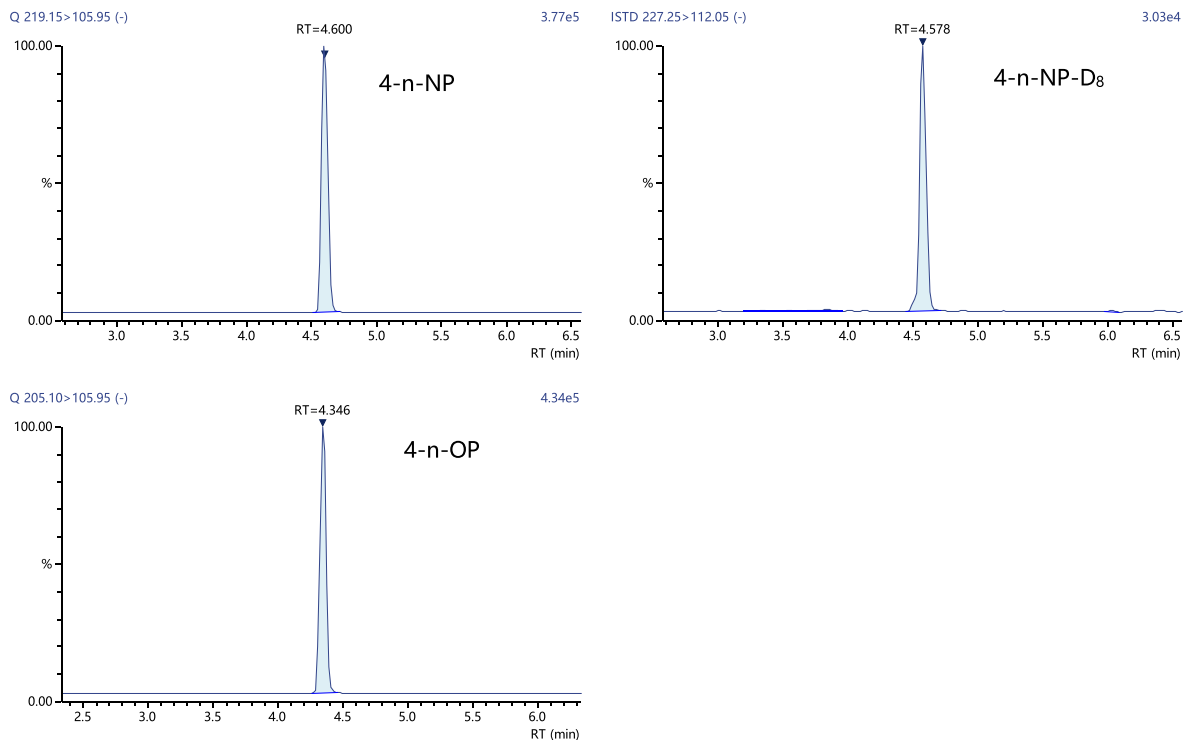 Q 219.15>105.95 (-) 3.77e5
RT=4.600
100.00
4-n-NP
%
0.00
3.0 3.5 4.0 4.5 5.0 5.5 6.0 6.5
RT (min)
ISTD 227.25>112.05 (-) 3.03e4
RT=4.578
100.00
4-n-NP-D₈
%
0.00
3.0 3.5 4.0 4.5 5.0 5.5 6.0 6.5
RT (min)
Q 205.10>105.95 (-) 4.34e5
RT=4.346
100.00
4-n-OP
%
0.00
2.5 3.0 3.5 4.0 4.5 5.0 5.5 6.0
RT (min)